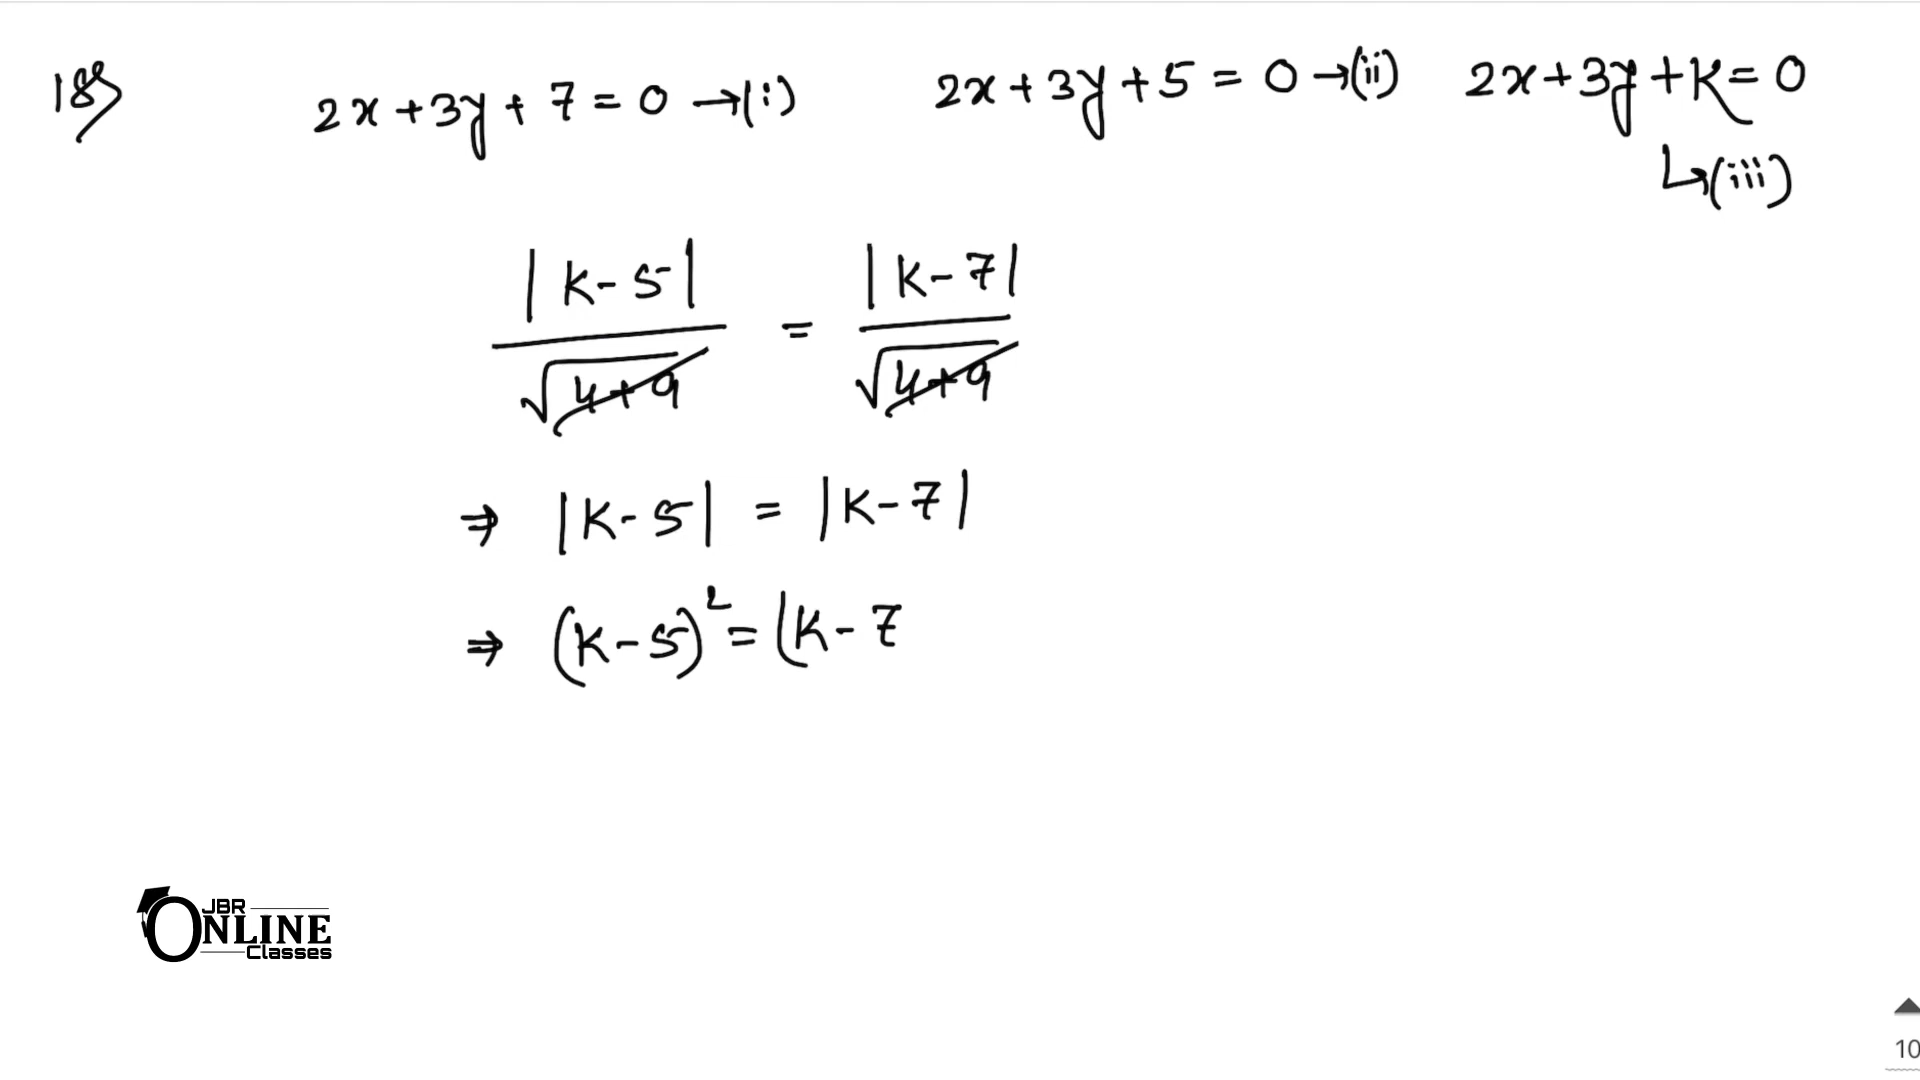 18) 2x + 3y + 7 = 0 →(i) 2x + 3y + 5 = 0 →(ii) 2x + 3y + K = 0
↳(iii)
|K - 5| / √(4+9) = |K - 7| / √(4+9)
⇒ |K - 5| = |K - 7|
⇒ (K - 5)² = (K - 7
JBR
ONLINE
Classes
10